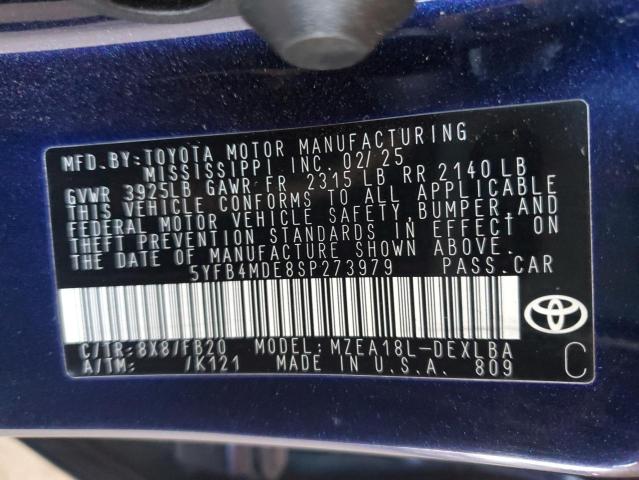 MFD.BY:TOYOTA MOTOR MANUFACTURING
MISSISSIPPI INC. 02/25
GVWR 3925LB GAWR FR 2315 LB RR 2140 LB
THIS VEHICLE CONFORMS TO ALL APPLICABLE
FEDERAL MOTOR VEHICLE SAFETY, BUMPER, AND
THEFT PREVENTION STANDARDS IN EFFECT ON
THE DATE OF MANUFACTURE SHOWN ABOVE.
5YFB4MDE8SP273979 PASS.CAR
C/TR: 8X8/FB20 MODEL: MZEA18L-DEXLBA
A/TM: /K121 MADE IN U.S.A. 809
C